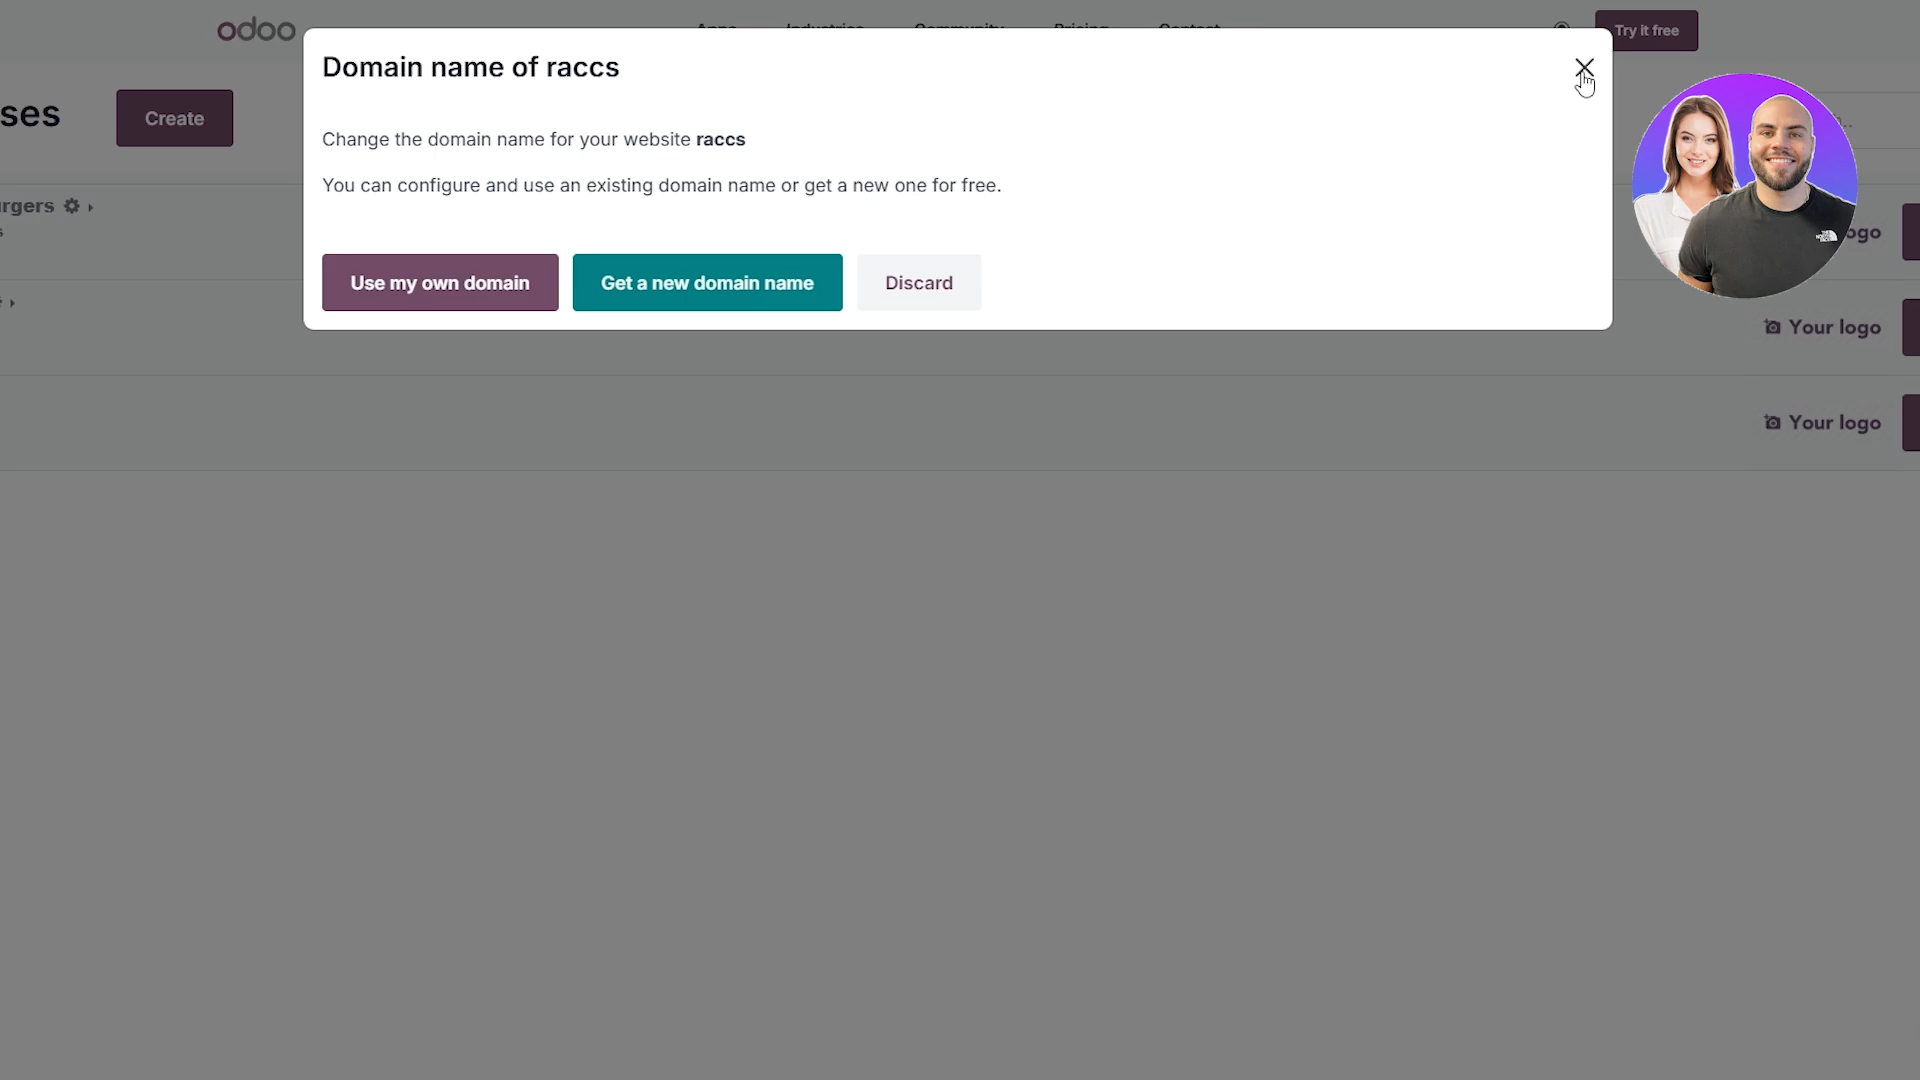 odoo
Try it free
Domain name of raccs
ses
Create
Change the domain name for your website raccs
You can configure and use an existing domain name or get a new one for free.
Use my own domain
Get a new domain name
Discard
Your logo
Your logo